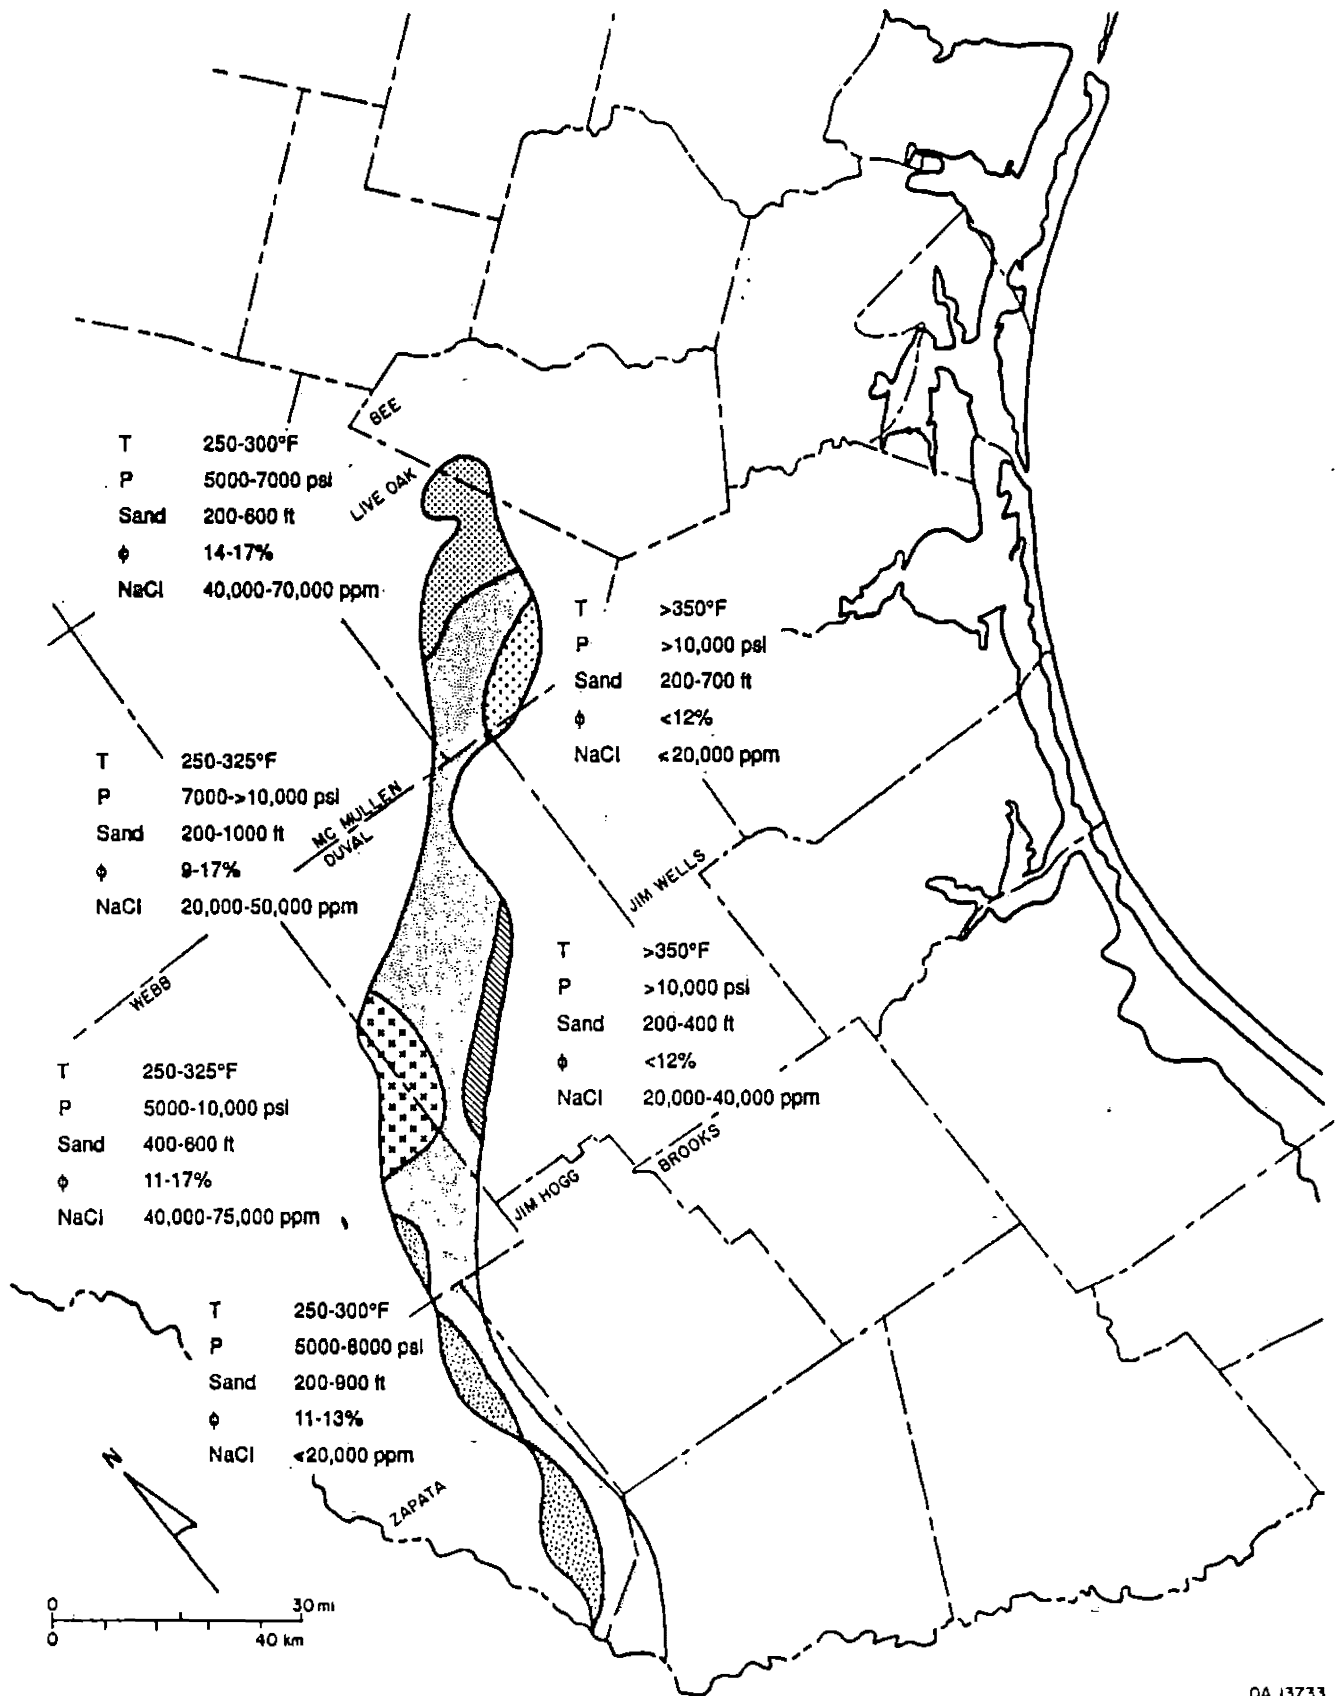 BEE
LIVE OAK
T 250-300°F
P 5000-7000 psi
Sand 200-600 ft
ϕ 14-17%
NaCl 40,000-70,000 ppm
T >350°F
P >10,000 psi
Sand 200-700 ft
ϕ <12%
NaCl <20,000 ppm
T 250-325°F
P 7000->10,000 psi
Sand 200-1000 ft
ϕ 9-17%
NaCl 20,000-50,000 ppm
MC MULLEN
DUVAL
JIM WELLS
WEBB
T >350°F
P >10,000 psi
Sand 200-400 ft
ϕ <12%
NaCl 20,000-40,000 ppm
T 250-325°F
P 5000-10,000 psi
Sand 400-600 ft
ϕ 11-17%
NaCl 40,000-75,000 ppm
BROOKS
JIM HOGG
T 250-300°F
P 5000-8000 psi
Sand 200-900 ft
ϕ 11-13%
NaCl <20,000 ppm
N
ZAPATA
0 30 mi
0 40 km
QA 13733